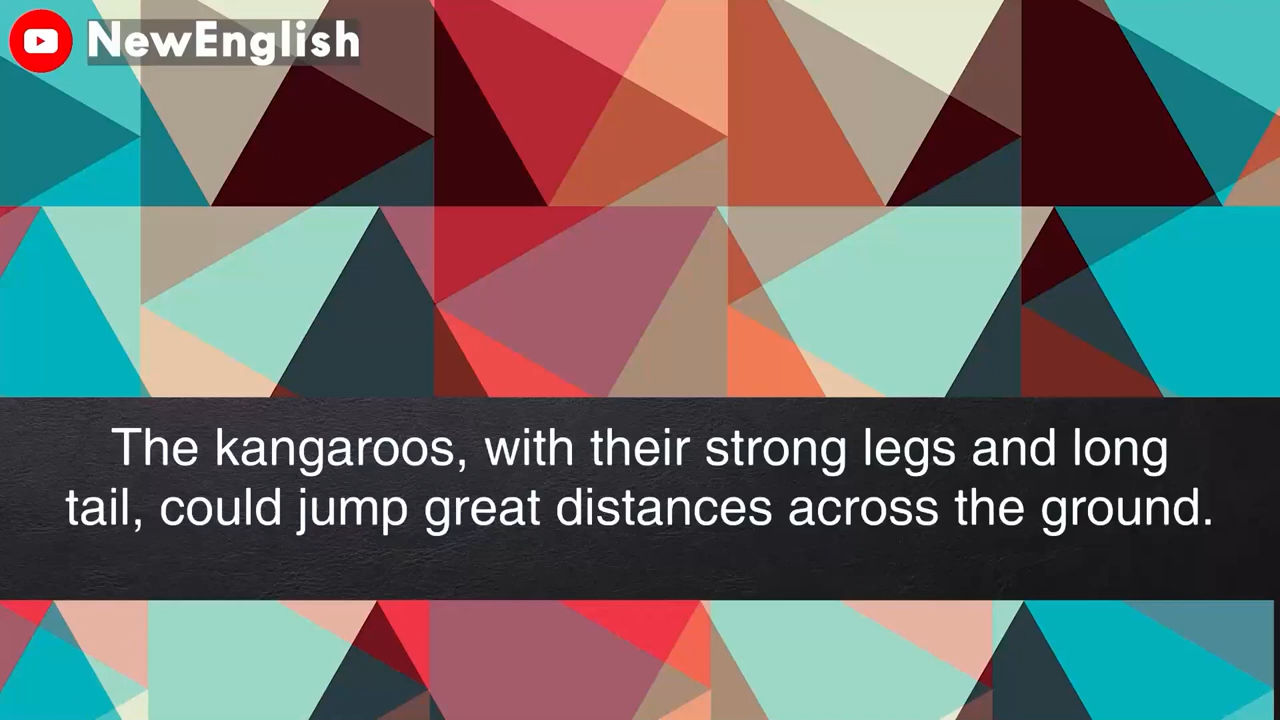 NewEnglish
The kangaroos, with their strong legs and long
tail, could jump great distances across the ground.